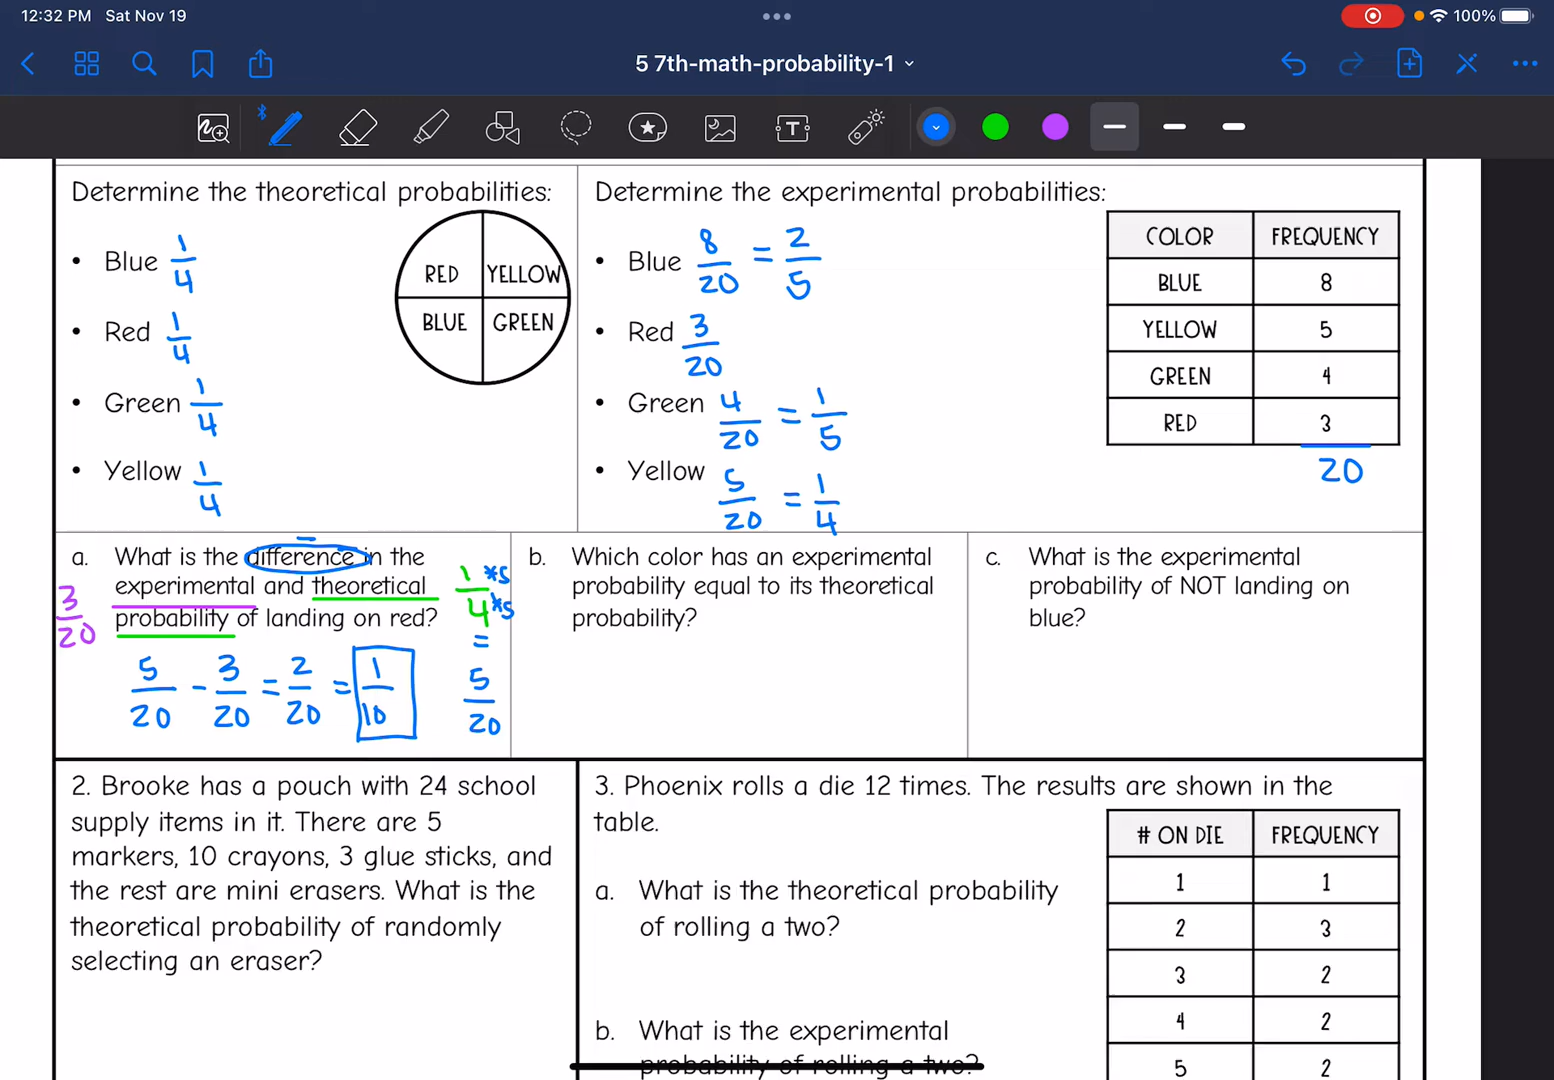 12:32 PM Sat Nov 19
100%
5 7th-math-probability-1
Determine the theoretical probabilities:
• Blue 1/4
• Red 1/4
• Green 1/4
• Yellow 1/4
RED YELLOW
BLUE GREEN
Determine the experimental probabilities:
• Blue 8/20 = 2/5
• Red 3/20
• Green 4/20 = 1/5
• Yellow 5/20 = 1/4
COLOR FREQUENCY
BLUE 8
YELLOW 5
GREEN 4
RED 3
20
a. What is the difference in the
experimental and theoretical
probability of landing on red?
3/20
1/4 *5 *5
=
5/20
5/20 - 3/20 = 2/20 = 1/10
b. Which color has an experimental
probability equal to its theoretical
probability?
c. What is the experimental
probability of NOT landing on
blue?
2. Brooke has a pouch with 24 school
supply items in it. There are 5
markers, 10 crayons, 3 glue sticks, and
the rest are mini erasers. What is the
theoretical probability of randomly
selecting an eraser?
3. Phoenix rolls a die 12 times. The results are shown in the
table.
a. What is the theoretical probability
of rolling a two?
b. What is the experimental
probability of rolling a two?
# ON DIE FREQUENCY
1 1
2 3
3 2
4 2
5 2